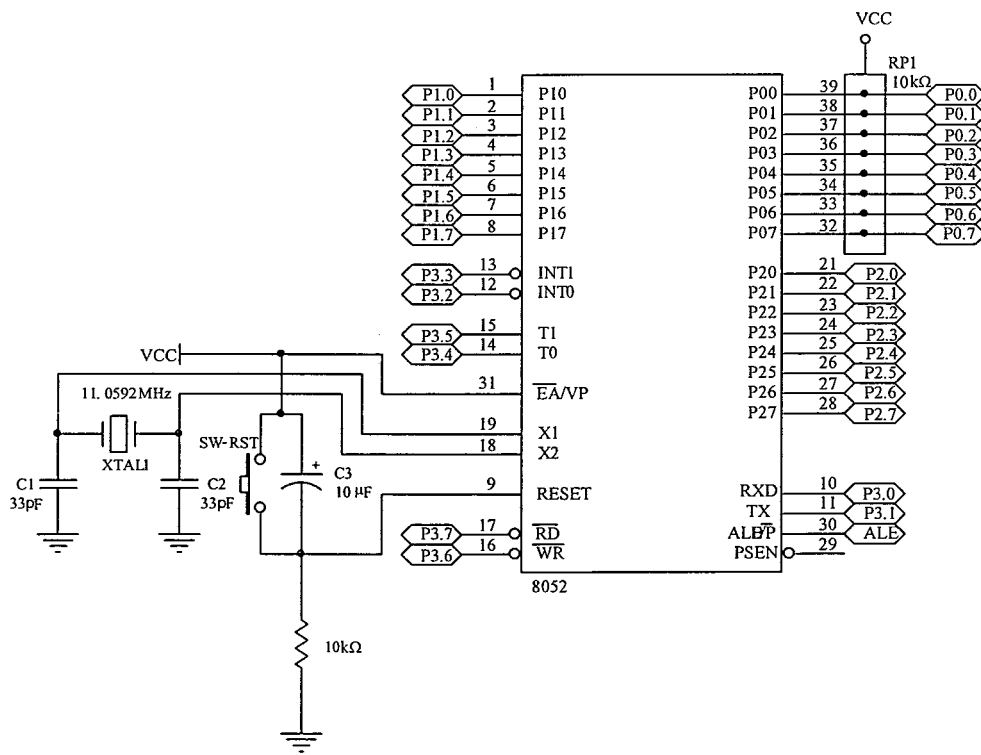 VCC
RP1
10kΩ
P1.0 1 P10 P00 39 P0.0
P1.1 2 P11 P01 38 P0.1
P1.2 3 P12 P02 37 P0.2
P1.3 4 P13 P03 36 P0.3
P1.4 5 P14 P04 35 P0.4
P1.5 6 P15 P05 34 P0.5
P1.6 7 P16 P06 33 P0.6
P1.7 8 P17 P07 32 P0.7
P3.3 13 INT1 P20 21 P2.0
P3.2 12 INT0 P21 22 P2.1
P22 23 P2.2
P3.5 15 T1 P23 24 P2.3
P3.4 14 T0 P24 25 P2.4
VCC
P25 26 P2.5
31 EA/VP P26 27 P2.6
11.0592MHz
P27 28 P2.7
19 X1
18 X2
XTAL1
SW-RST
C1
33pF
C2
33pF
C3
+
10 μF
9 RESET RXD 10 P3.0
TX 11 P3.1
P3.7 17 RD ALE/P 30 ALE
P3.6 16 WR PSEN 29
8052
10kΩ